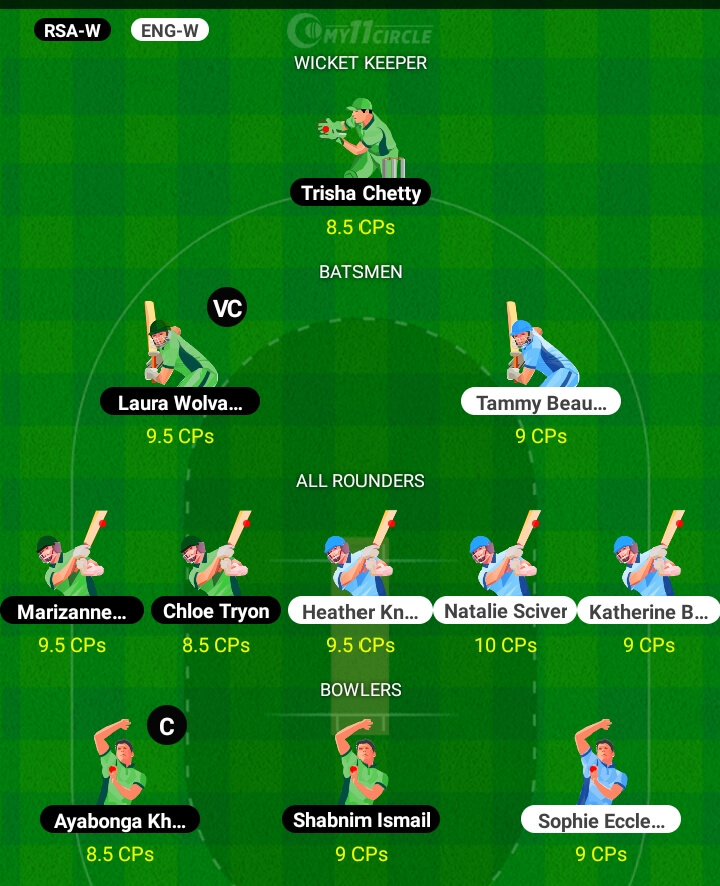 RSA-W ENG-W MY11CIRCLE
WICKET KEEPER
Trisha Chetty
8.5 CPs
BATSMEN
VC
Laura Wolva... Tammy Beau...
9.5 CPs 9 CPs
ALL ROUNDERS
Marizanne... Chloe Tryon Heather Kn... Natalie Sciver Katherine B...
9.5 CPs 8.5 CPs 9.5 CPs 10 CPs 9 CPs
BOWLERS
C
Ayabonga Kh... Shabnim Ismail Sophie Eccle...
8.5 CPs 9 CPs 9 CPs